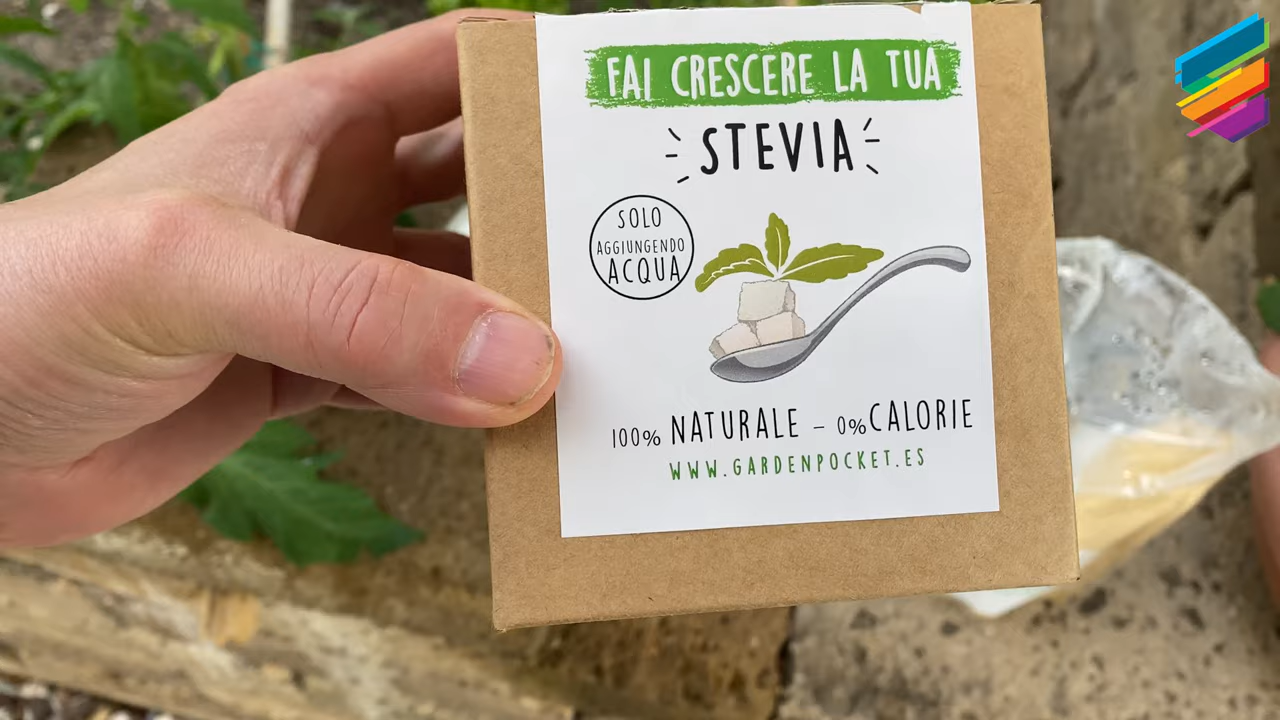 FAI CRESCERE LA TUA
STEVIA
SOLO
AGGIUNGENDO
ACQUA
100% NATURALE – 0% CALORIE
WWW.GARDENPOCKET.ES